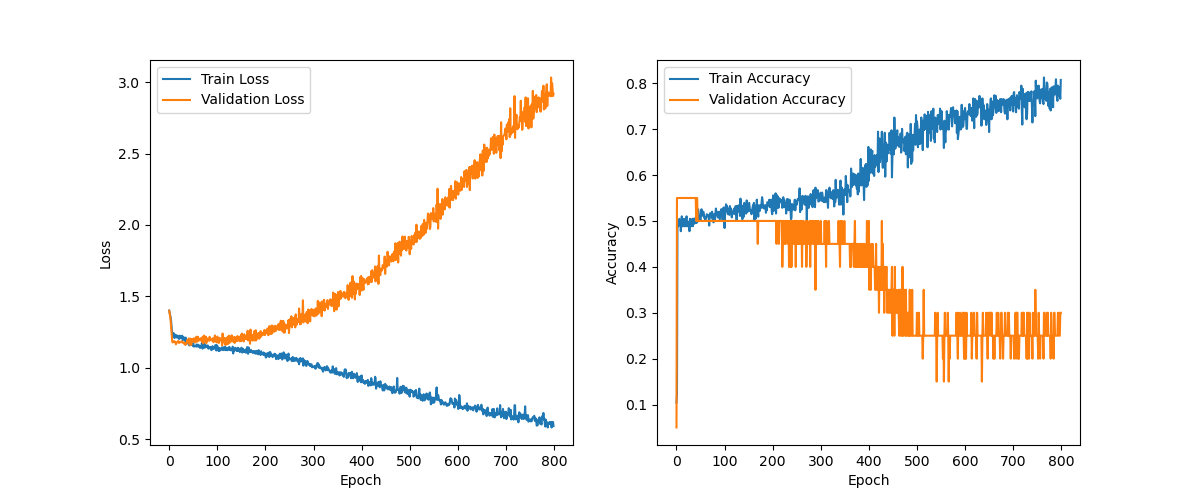 Train Loss
Validation Loss
3.0
2.5
2.0
1.5
1.0
0.5
Loss
0 100 200 300 400 500 600 700 800
Epoch
Train Accuracy
Validation Accuracy
0.8
0.7
0.6
0.5
0.4
0.3
0.2
0.1
Accuracy
0 100 200 300 400 500 600 700 800
Epoch